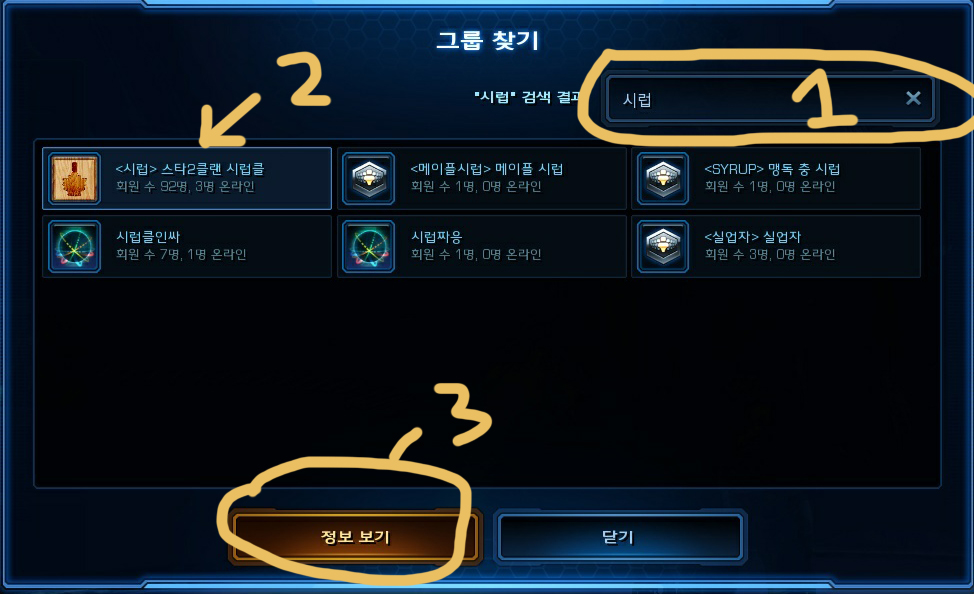 그룹 찾기
2
"시럽" 검색 결과
시럽
1
<시럽> 스타2클랜 시럽클
회원 수 92명, 3명 온라인
<메이플시럽> 메이플 시럽
회원 수 1명, 0명 온라인
<SYRUP> 맹독 충 시럽
회원 수 1명, 0명 온라인
시럽클인싸
회원 수 7명, 1명 온라인
시럽짜응
회원 수 1명, 0명 온라인
<실업자> 실업자
회원 수 3명, 0명 온라인
3
정보 보기
닫기